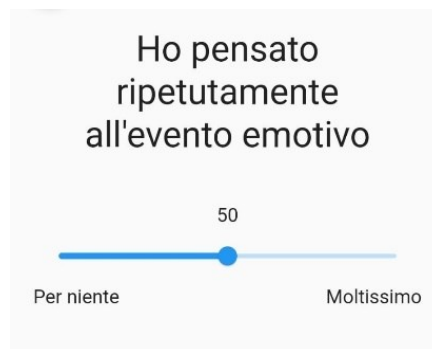 Ho pensato
ripetutamente
all'evento emotivo
50
Per niente
Moltissimo